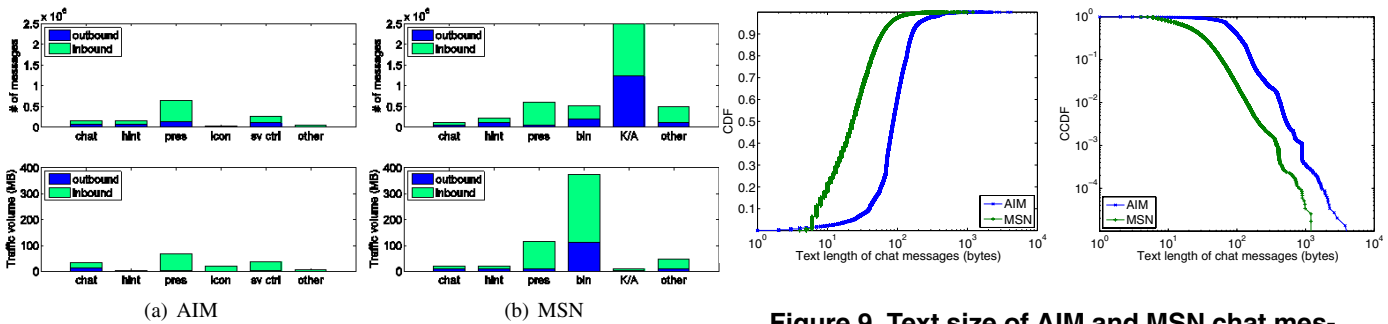 x 10^6
2.5
2
1.5
1
0.5
0
# of messages
outbound
inbound
chat hint pres icon sv ctrl other
400
300
200
100
0
Traffic volume (MB)
outbound
inbound
chat hint pres icon sv ctrl other
(a) AIM
x 10^6
2.5
2
1.5
1
0.5
0
# of messages
outbound
inbound
chat hint pres bin K/A other
400
300
200
100
0
Traffic volume (MB)
outbound
inbound
chat hint pres bin K/A other
(b) MSN
0.9
0.8
0.7
0.6
0.5
0.4
0.3
0.2
0.1
CDF
AIM
MSN
10^0 10^1 10^2 10^3 10^4
Text length of chat messages (bytes)
10^0
10^-1
10^-2
10^-3
10^-4
CCDF
AIM
MSN
10^0 10^1 10^2 10^3 10^4
Text length of chat messages (bytes)
Figure 9. Text size of AIM and MSN chat mes-